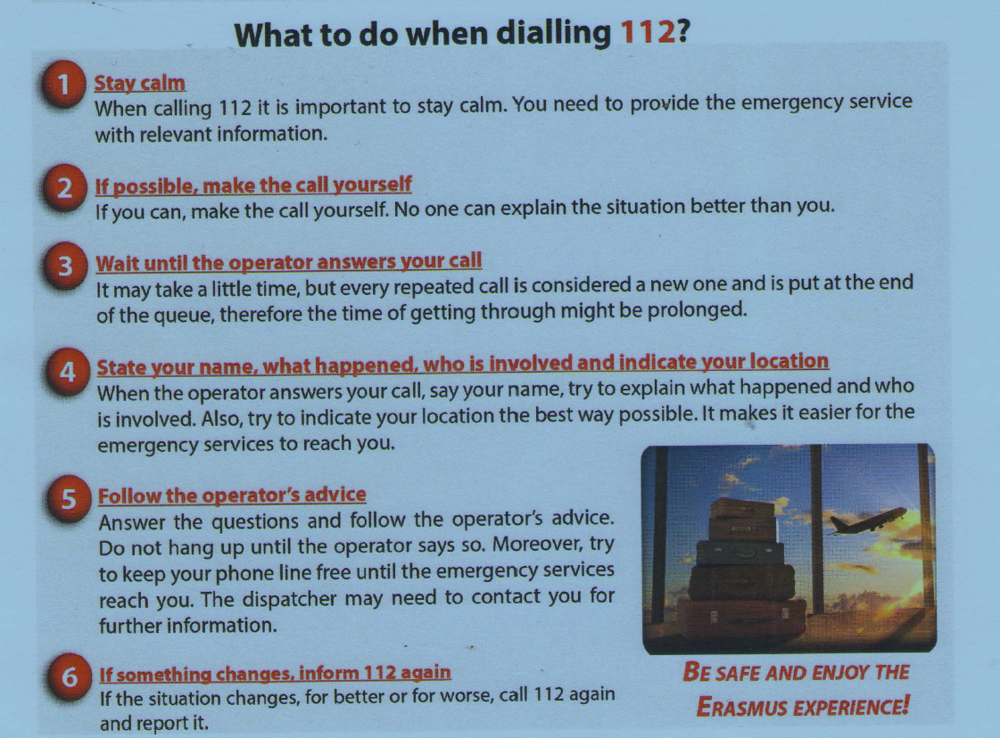 What to do when dialling 112?
1 Stay calm
When calling 112 it is important to stay calm. You need to provide the emergency service
with relevant information.
2 If possible, make the call yourself
If you can, make the call yourself. No one can explain the situation better than you.
3 Wait until the operator answers your call
It may take a little time, but every repeated call is considered a new one and is put at the end
of the queue, therefore the time of getting through might be prolonged.
4 State your name, what happened, who is involved and indicate your location
When the operator answers your call, say your name, try to explain what happened and who
is involved. Also, try to indicate your location the best way possible. It makes it easier for the
emergency services to reach you.
5 Follow the operator's advice
Answer the questions and follow the operator's advice.
Do not hang up until the operator says so. Moreover, try
to keep your phone line free until the emergency services
reach you. The dispatcher may need to contact you for
further information.
6 If something changes, inform 112 again
If the situation changes, for better or for worse, call 112 again
and report it.
BE SAFE AND ENJOY THE
ERASMUS EXPERIENCE!